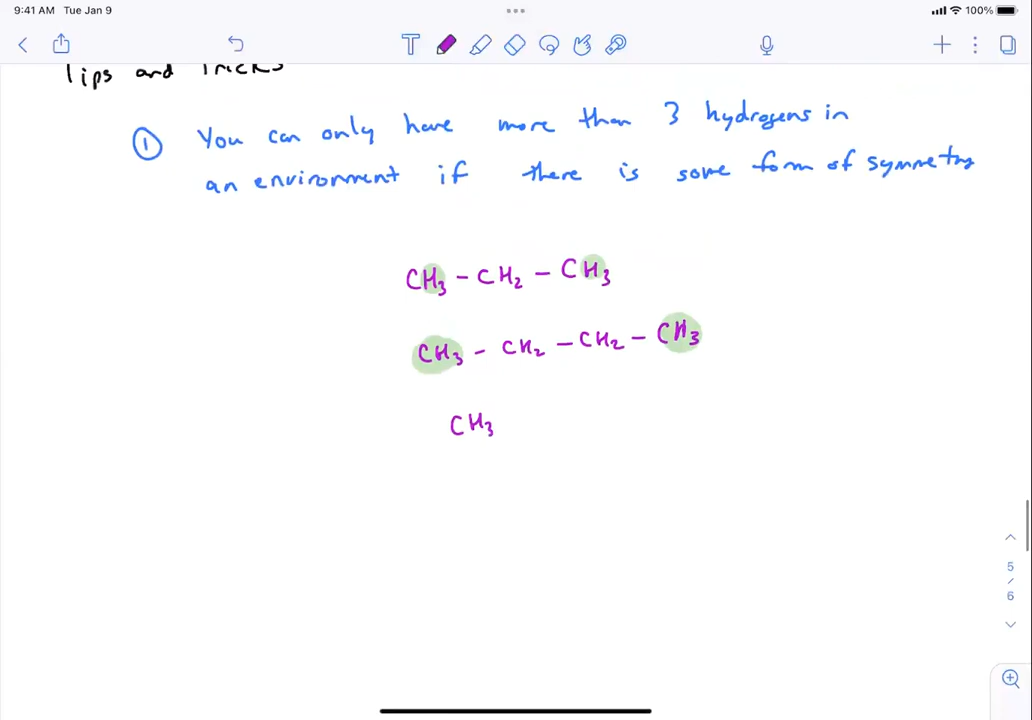 9:41 AM Tue Jan 9
100%
Tips and Tricks
① You can only have more than 3 hydrogens in
an environment if there is some form of symmetry
CH₃ - CH₂ - CH₃
CH₃ - CH₂ - CH₂ - CH₃
CH₃
5
/
6